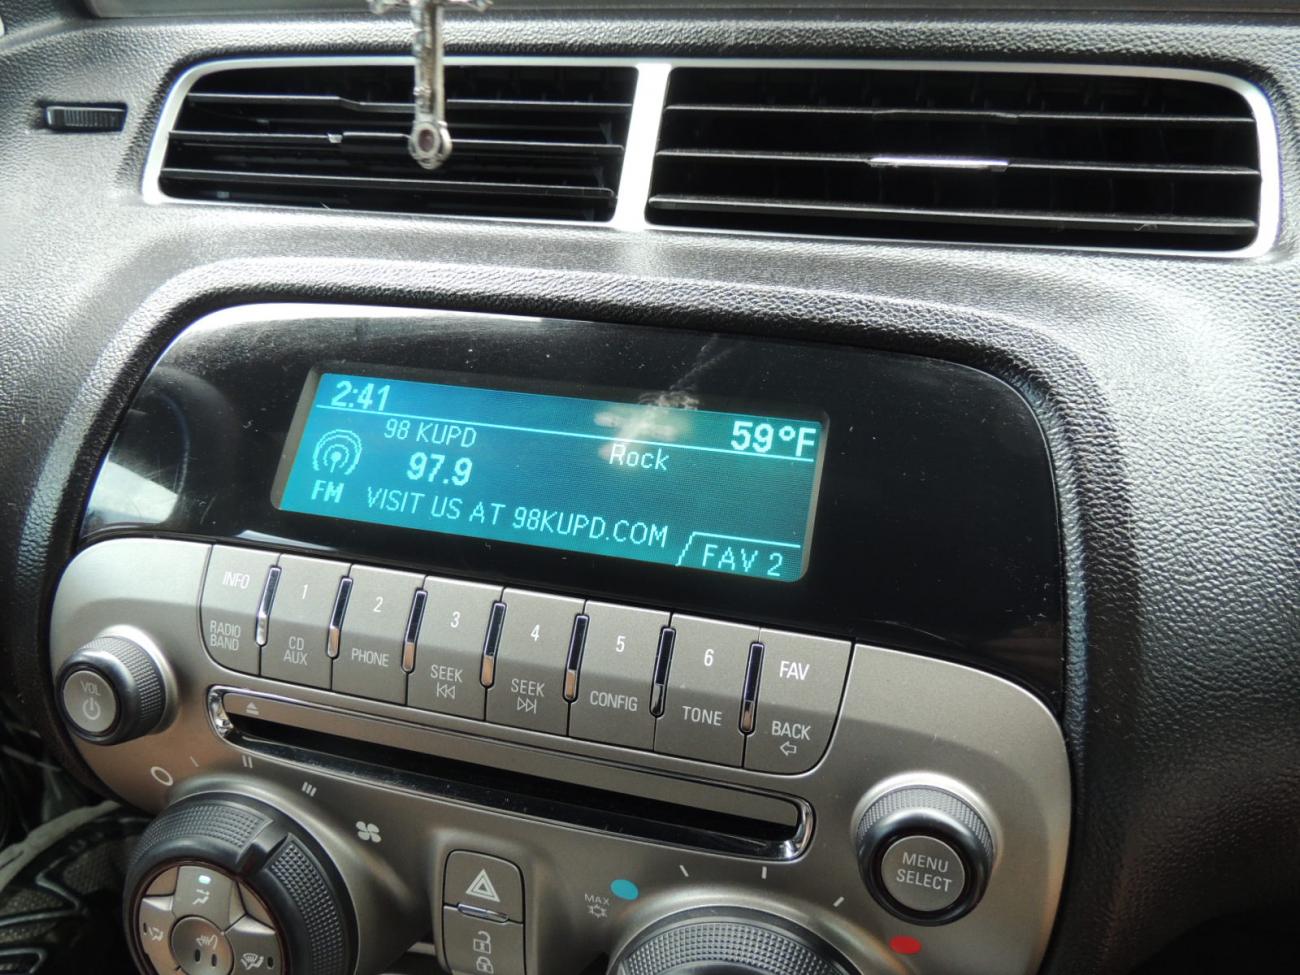 2:41
59°F
98 KUPD
Rock
97.9
FM
VISIT US AT 98KUPD.COM
FAV 2
INFO
RADIO
BAND
1
CD
AUX
2
PHONE
3
SEEK
4
SEEK
5
CONFIG
6
TONE
FAV
BACK
VOL
MENU
SELECT
MAX